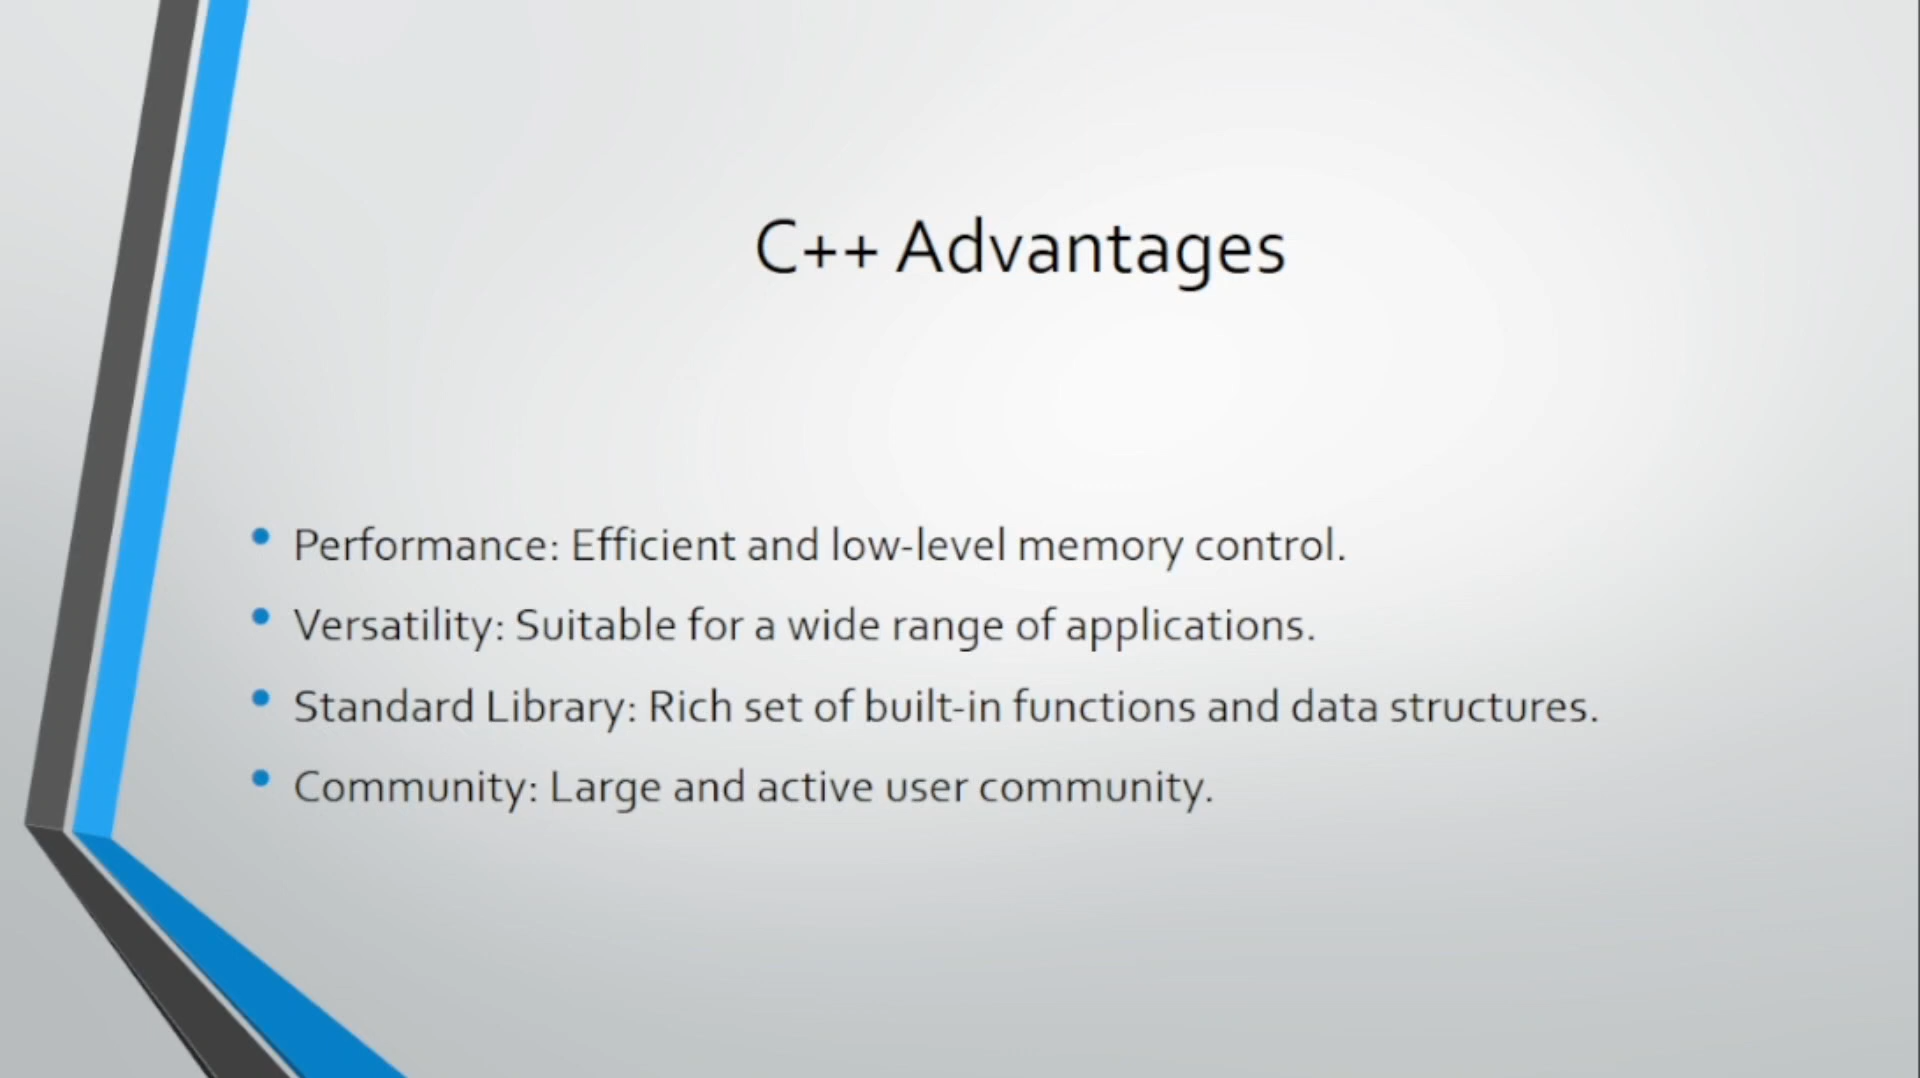 C++ Advantages
Performance: Efficient and low-level memory control.
Versatility: Suitable for a wide range of applications.
Standard Library: Rich set of built-in functions and data structures.
Community: Large and active user community.